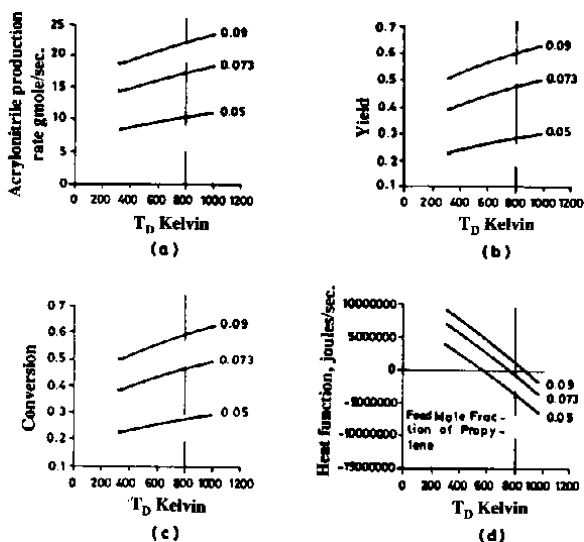 Acrylonitrile production
rate gmole/sec.
25
20
15
10
5
0
0.09
0.073
0.05
0 200 400 600 800 1000 1200
T_D Kelvin
(a)
Yield
0.7
0.6
0.5
0.4
0.3
0.2
0.1
0.09
0.073
0.05
0 200 400 600 800 1000 1200
T_D Kelvin
(b)
Conversion
0.7
0.6
0.5
0.4
0.3
0.2
0.1
0.09
0.073
0.05
0 200 400 600 800 1000 1200
T_D Kelvin
(c)
Heat function, joules/sec.
10000000
5000000
0
-5000000
-10000000
-15000000
0.09
0.073
0.05
Feed Mole Frac-
tion of Propy-
lene
0 200 400 600 800 1000 1200
T_D Kelvin
(d)